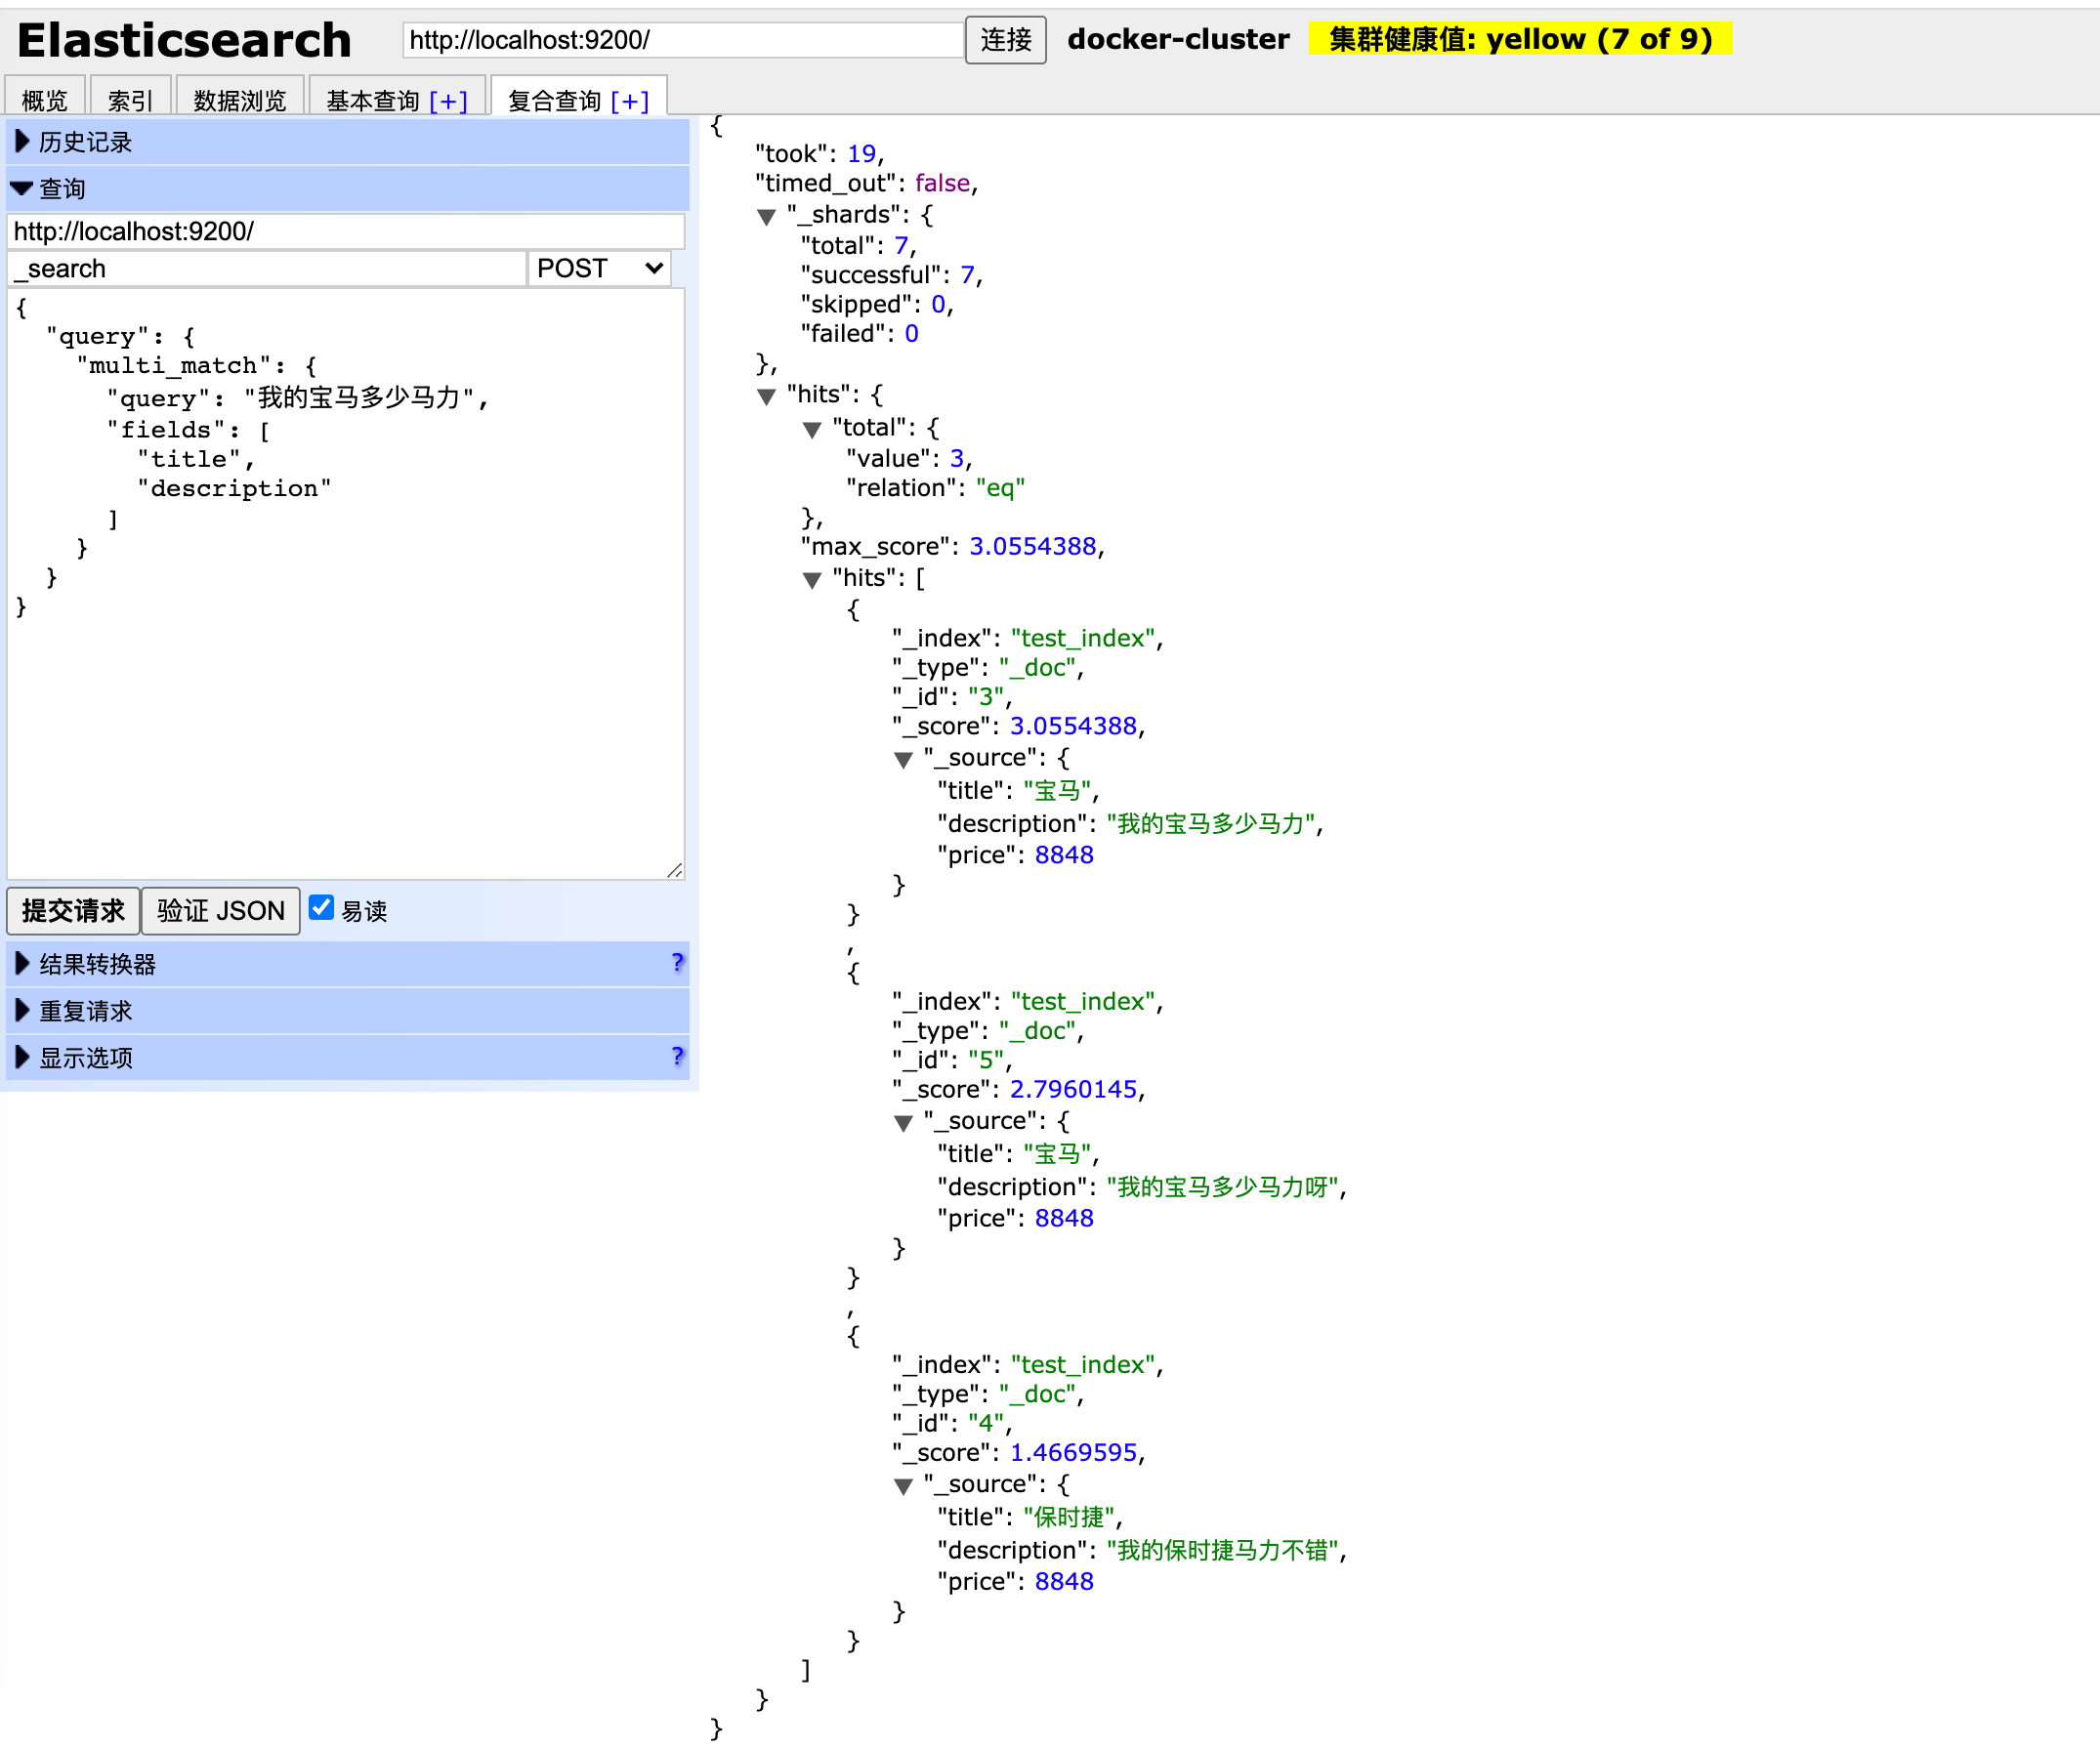 Elasticsearch http://localhost:9200/ 连接 docker-cluster 集群健康值: yellow (7 of 9)
概览 索引 数据浏览 基本查询 [+] 复合查询 [+]
历史记录
查询
http://localhost:9200/
_search POST
{
"query": {
"multi_match": {
"query": "我的宝马多少马力",
"fields": [
"title",
"description"
]
}
}
}
提交请求 验证 JSON 易读
结果转换器 ?
重复请求
显示选项 ?
{
"took": 19,
"timed_out": false,
"_shards": {
"total": 7,
"successful": 7,
"skipped": 0,
"failed": 0
},
"hits": {
"total": {
"value": 3,
"relation": "eq"
},
"max_score": 3.0554388,
"hits": [
{
"_index": "test_index",
"_type": "_doc",
"_id": "3",
"_score": 3.0554388,
"_source": {
"title": "宝马",
"description": "我的宝马多少马力",
"price": 8848
}
}
,
{
"_index": "test_index",
"_type": "_doc",
"_id": "5",
"_score": 2.7960145,
"_source": {
"title": "宝马",
"description": "我的宝马多少马力呀",
"price": 8848
}
}
,
{
"_index": "test_index",
"_type": "_doc",
"_id": "4",
"_score": 1.4669595,
"_source": {
"title": "保时捷",
"description": "我的保时捷马力不错",
"price": 8848
}
}
]
}
}